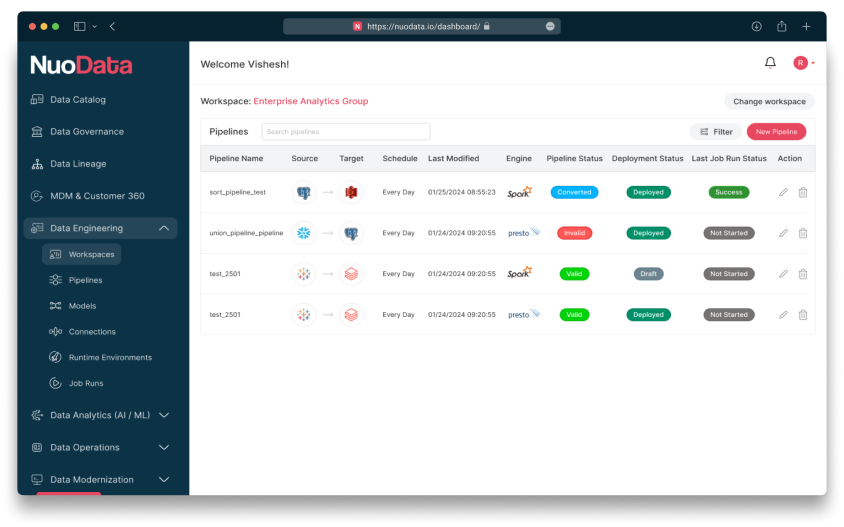 N https://nuodata.io/dashboard/
NuoData
Welcome Vishesh!
R
Data Catalog
Workspace: Enterprise Analytics Group
Change workspace
Data Governance
Pipelines
Search pipelines
Filter
New Pipeline
Data Lineage
Pipeline Name Source Target Schedule Last Modified Engine Pipeline Status Deployment Status Last Job Run Status Action
MDM & Customer 360
sort_pipeline_test Every Day 01/25/2024 08:55:23 Spark Converted Deployed Success
Data Engineering
union_pipeline_pipeline Every Day 01/24/2024 09:20:55 presto Invalid Deployed Not Started
Workspaces
test_2501 Every Day 01/24/2024 09:20:55 Spark Valid Draft Not Started
Pipelines
Models
test_2501 Every Day 01/24/2024 09:20:55 presto Valid Deployed Not Started
Connections
Runtime Environments
Job Runs
Data Analytics (AI / ML)
Data Operations
Data Modernization